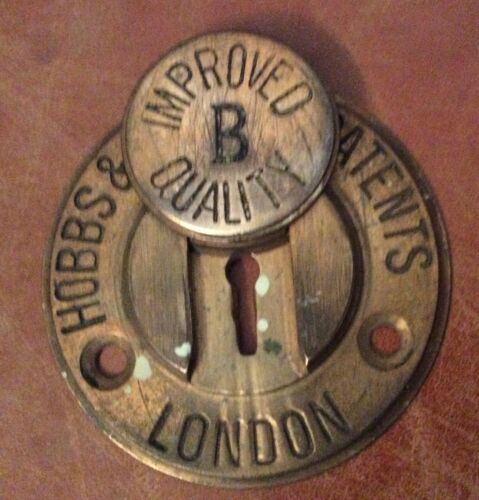 IMPROVED
B
QUALITY
HOBBS &
PATENTS
LONDON